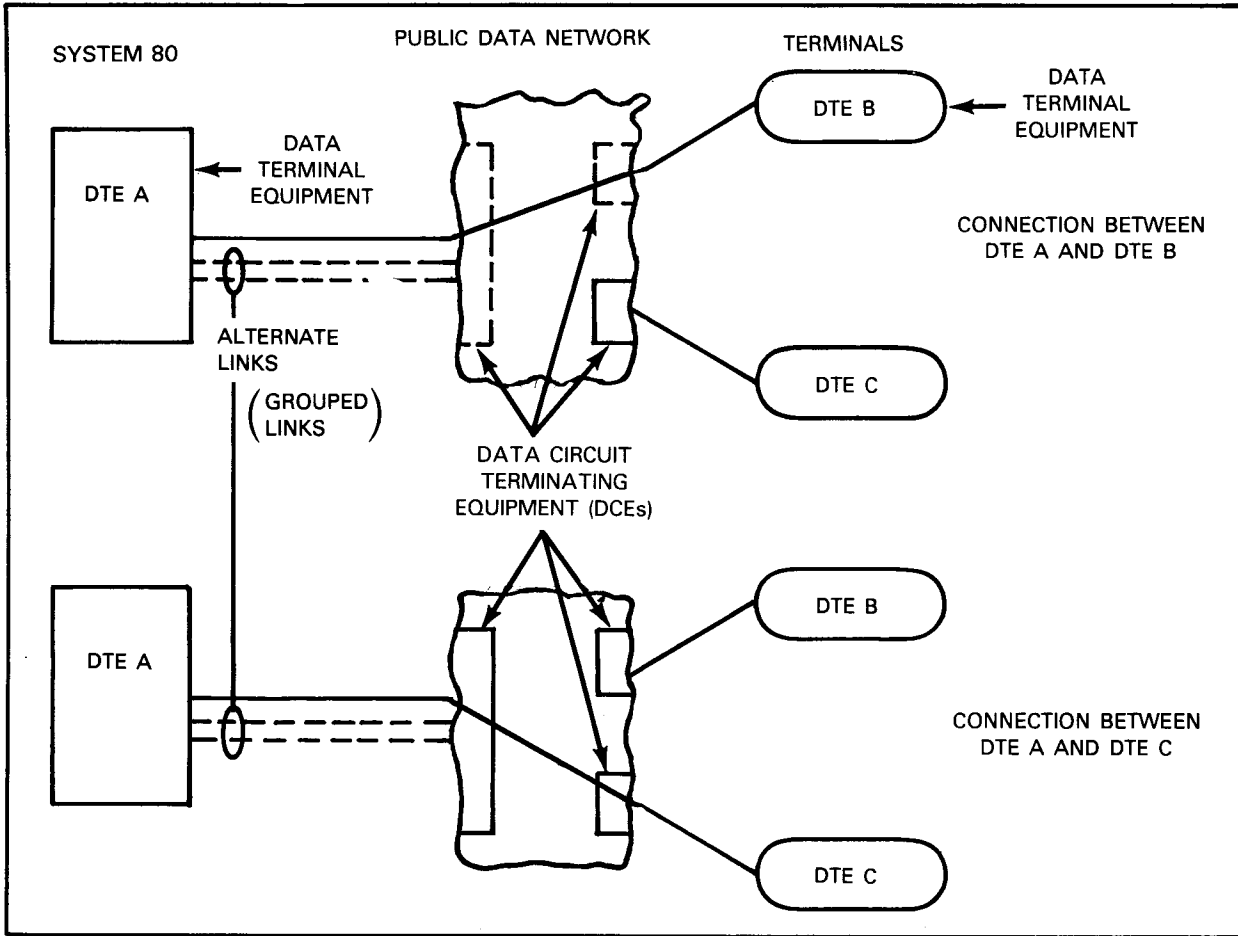 SYSTEM 80
PUBLIC DATA NETWORK
TERMINALS
DTE A
DATA
TERMINAL
EQUIPMENT
DTE B
DATA
TERMINAL
EQUIPMENT
CONNECTION BETWEEN
DTE A AND DTE B
ALTERNATE
LINKS
(GROUPED
LINKS)
DTE C
DATA CIRCUIT
TERMINATING
EQUIPMENT (DCEs)
DTE A
DTE B
CONNECTION BETWEEN
DTE A AND DTE C
DTE C